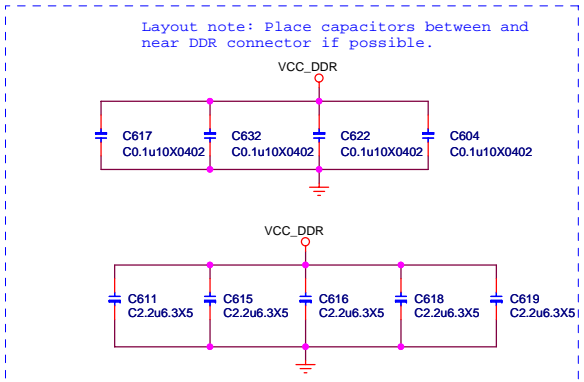 Layout note: Place capacitors between and
near DDR connector if possible.
VCC_DDR
C617 C632 C622 C604
C0.1u10X0402 C0.1u10X0402 C0.1u10X0402 C0.1u10X0402
VCC_DDR
C611 C615 C616 C618 C619
C2.2u6.3X5 C2.2u6.3X5 C2.2u6.3X5 C2.2u6.3X5 C2.2u6.3X5